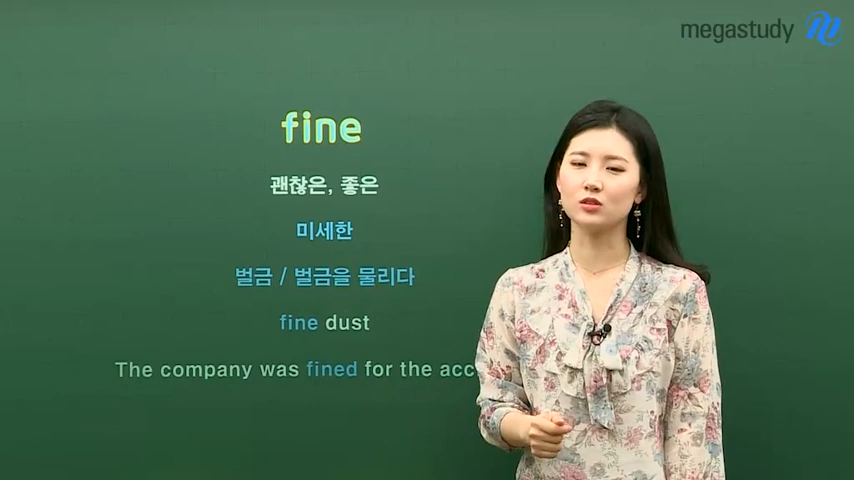 megastudy
fine
괜찮은, 좋은
미세한
벌금 / 벌금을 물리다
fine dust
The company was fined for the acc